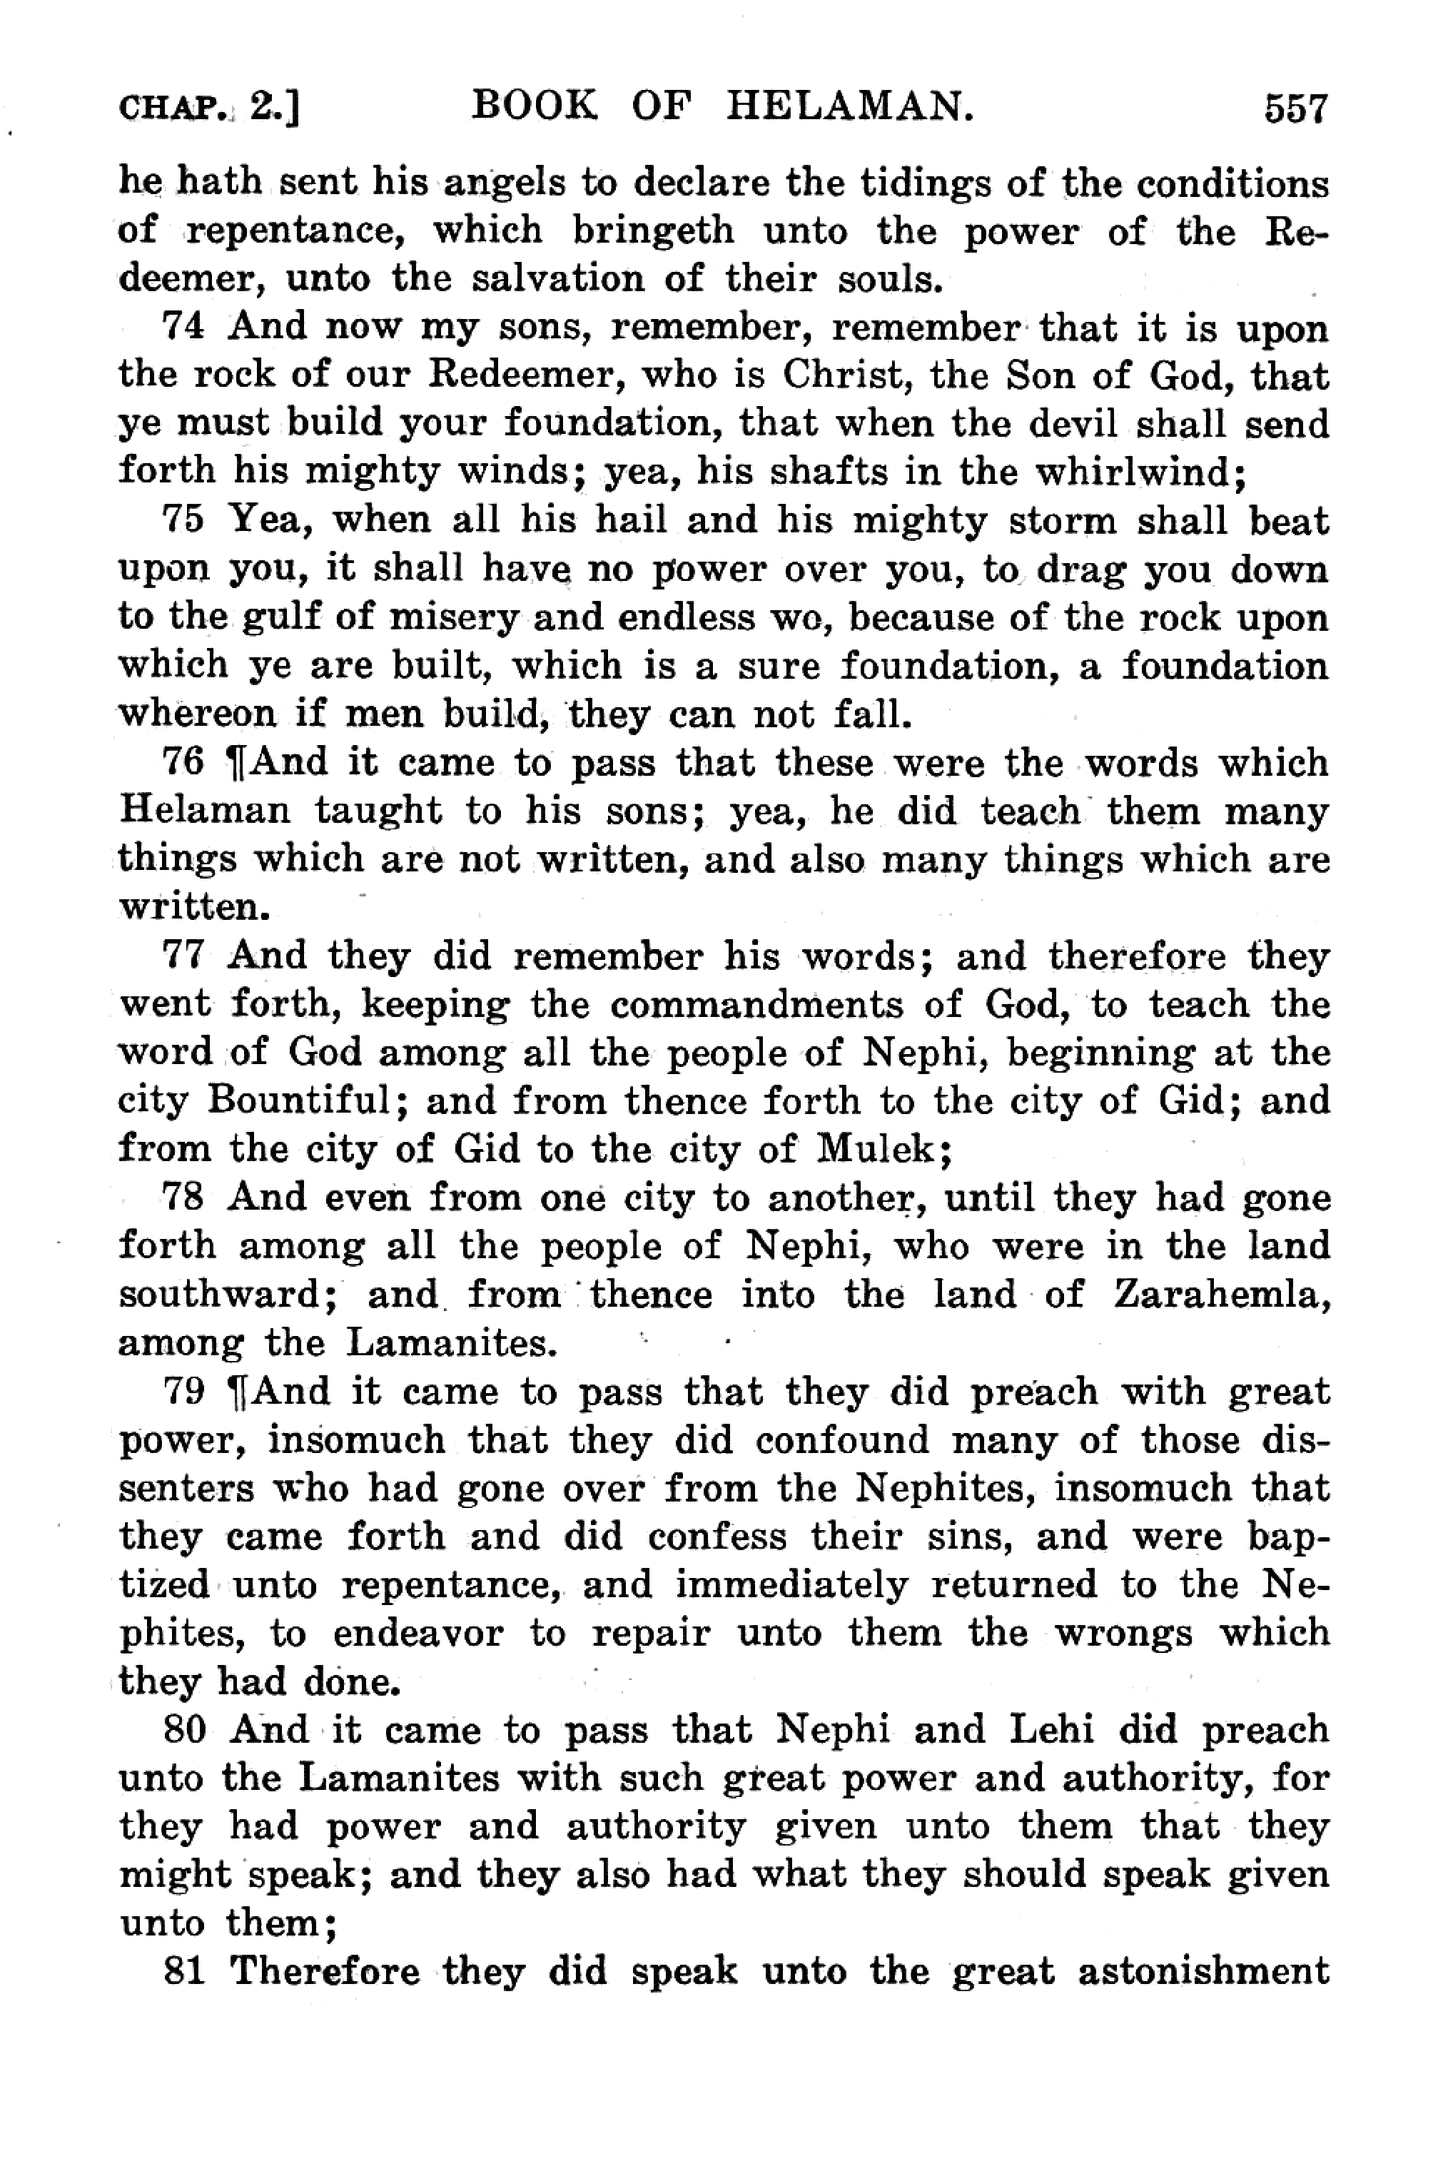 CHAP. 2.] BOOK OF HELAMAN. 557
he hath sent his angels to declare the tidings of the conditions
of repentance, which bringeth unto the power of the Re-
deemer, unto the salvation of their souls.
74 And now my sons, remember, remember that it is upon
the rock of our Redeemer, who is Christ, the Son of God, that
ye must build your foundation, that when the devil shall send
forth his mighty winds; yea, his shafts in the whirlwind;
75 Yea, when all his hail and his mighty storm shall beat
upon you, it shall have no power over you, to drag you down
to the gulf of misery and endless wo, because of the rock upon
which ye are built, which is a sure foundation, a foundation
whereon if men build, they can not fall.
76 ¶And it came to pass that these were the words which
Helaman taught to his sons; yea, he did teach them many
things which are not written, and also many things which are
written.
77 And they did remember his words; and therefore they
went forth, keeping the commandments of God, to teach the
word of God among all the people of Nephi, beginning at the
city Bountiful; and from thence forth to the city of Gid; and
from the city of Gid to the city of Mulek;
78 And even from one city to another, until they had gone
forth among all the people of Nephi, who were in the land
southward; and from thence into the land of Zarahemla,
among the Lamanites.
79 ¶And it came to pass that they did preach with great
power, insomuch that they did confound many of those dis-
senters who had gone over from the Nephites, insomuch that
they came forth and did confess their sins, and were bap-
tized unto repentance, and immediately returned to the Ne-
phites, to endeavor to repair unto them the wrongs which
they had done.
80 And it came to pass that Nephi and Lehi did preach
unto the Lamanites with such great power and authority, for
they had power and authority given unto them that they
might speak; and they also had what they should speak given
unto them;
81 Therefore they did speak unto the great astonishment